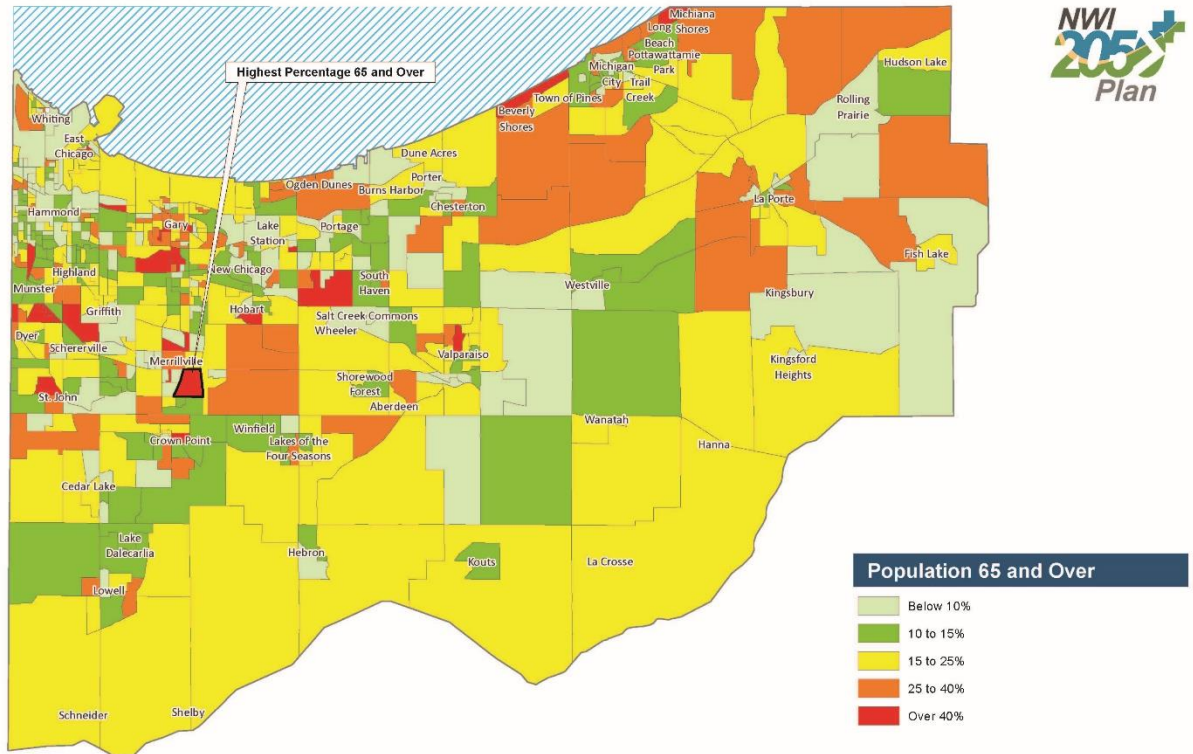 NWI
2050
Plan
Highest Percentage 65 and Over
Michiana
Shores
Long
Beach
Pottawattamie
Park
Michigan
City
Trail
Creek
Town of Pines
Beverly
Shores
Hudson Lake
Rolling
Prairie
Whiting
East
Chicago
Dune Acres
Porter
Ogden Dunes
Burns Harbor
Chesterton
La Porte
Hammond
Gary
Lake
Station
Portage
Fish Lake
Highland
New Chicago
South
Haven
Westville
Kingsbury
Munster
Griffith
Hobart
Salt Creek Commons
Wheeler
Dyer
Schererville
Valparaiso
Merrillville
Kingsford
Heights
St. John
Shorewood
Forest
Aberdeen
Wanatah
Hanna
Crown Point
Winfield
Lakes of the
Four Seasons
Cedar Lake
Lake
Dalecarlia
Hebron
Kouts
La Crosse
Lowell
Schneider
Shelby
Population 65 and Over
Below 10%
10 to 15%
15 to 25%
25 to 40%
Over 40%